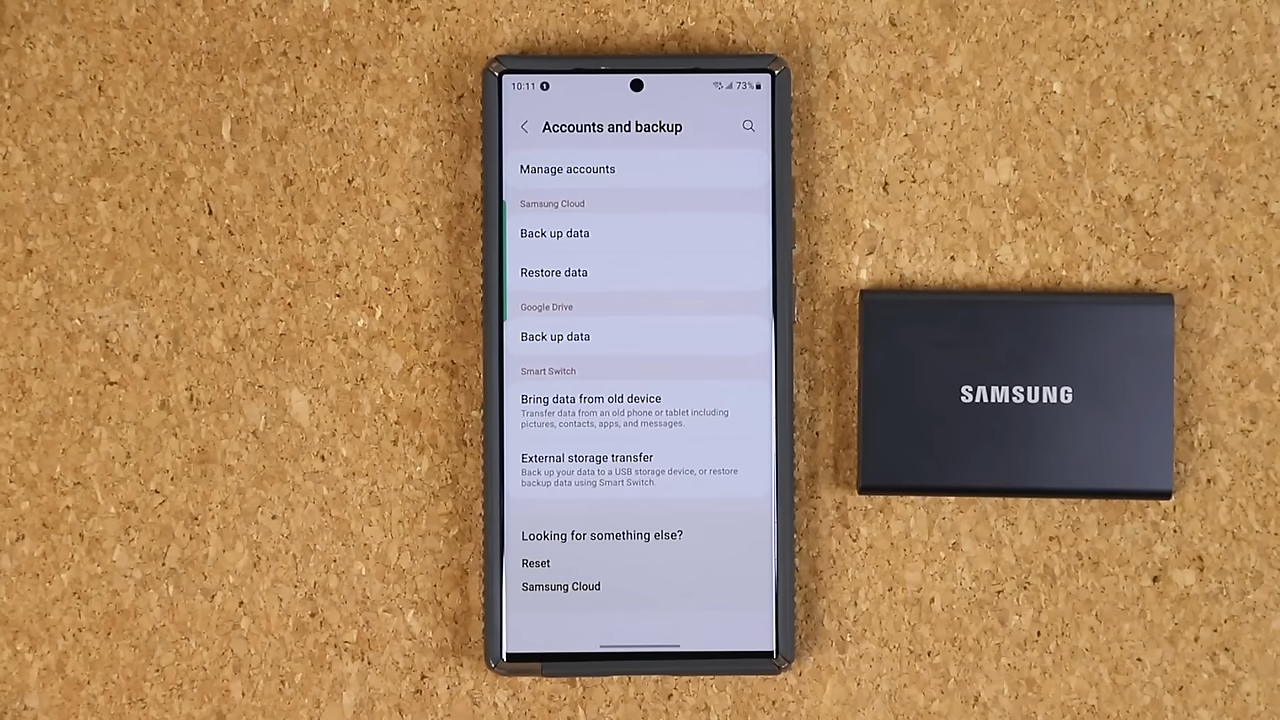 10:11
73%
Accounts and backup
Manage accounts
Samsung Cloud
Back up data
Restore data
Google Drive
Back up data
Smart Switch
Bring data from old device
Transfer data from an old phone or tablet including
pictures, contacts, apps, and messages.
External storage transfer
Back up your data to a USB storage device, or restore
backup data using Smart Switch.
Looking for something else?
Reset
Samsung Cloud
SAMSUNG